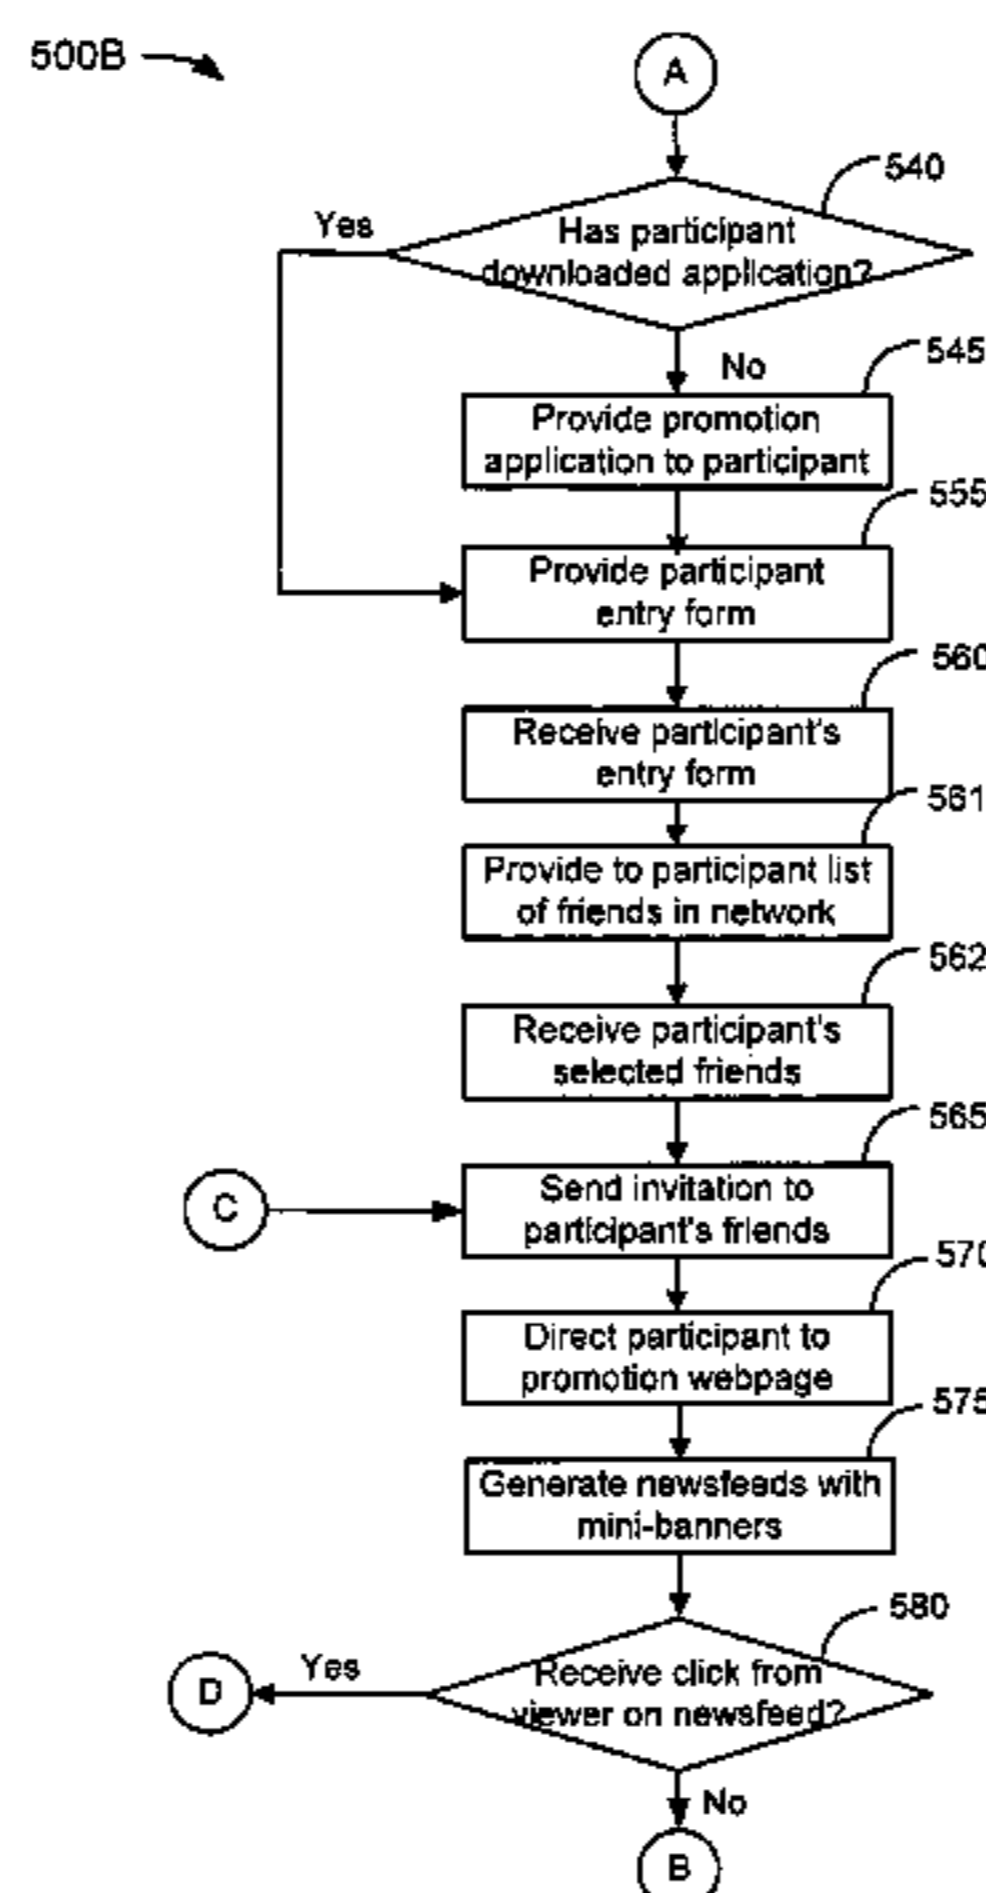 500B
A
540
Has participant
downloaded application?
Yes
No
545
Provide promotion
application to participant
555
Provide participant
entry form
560
Receive participant's
entry form
561
Provide to participant list
of friends in network
562
Receive participant's
selected friends
565
Send invitation to
participant's friends
C
570
Direct participant to
promotion webpage
575
Generate newsfeeds with
mini-banners
580
Receive click from
viewer on newsfeed?
Yes
D
No
B